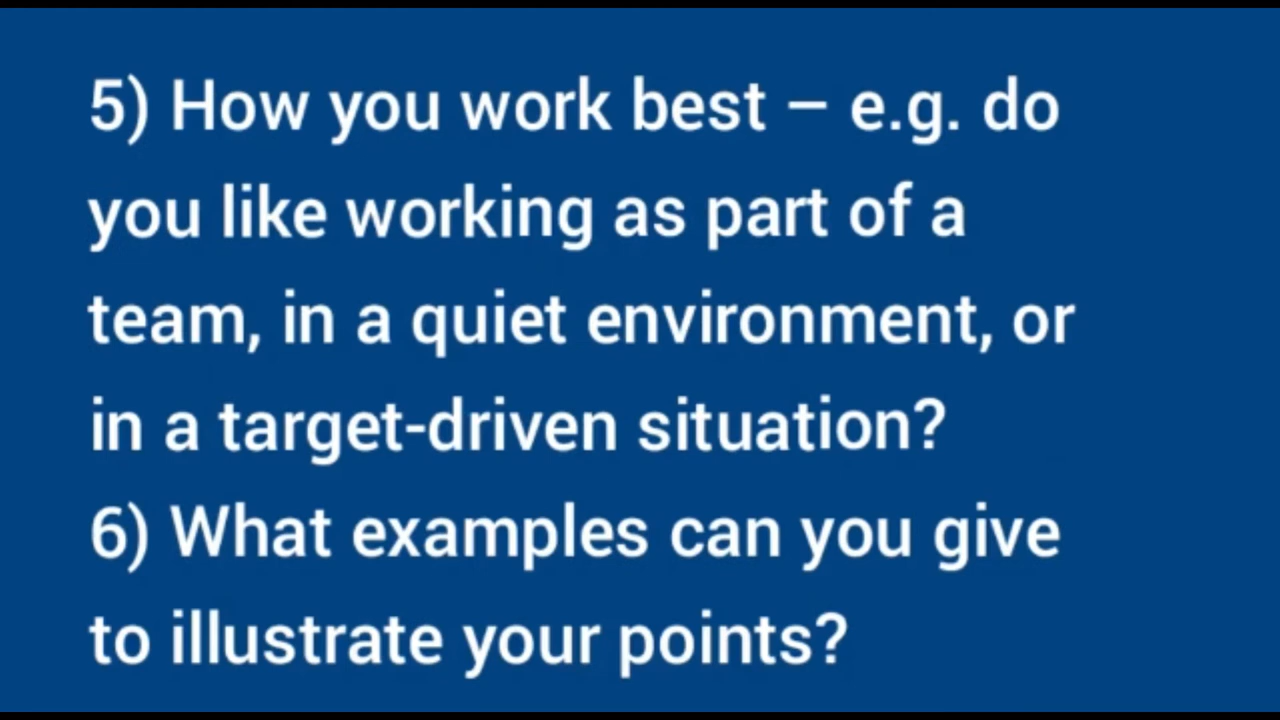 5) How you work best – e.g. do
you like working as part of a
team, in a quiet environment, or
in a target-driven situation?
6) What examples can you give
to illustrate your points?